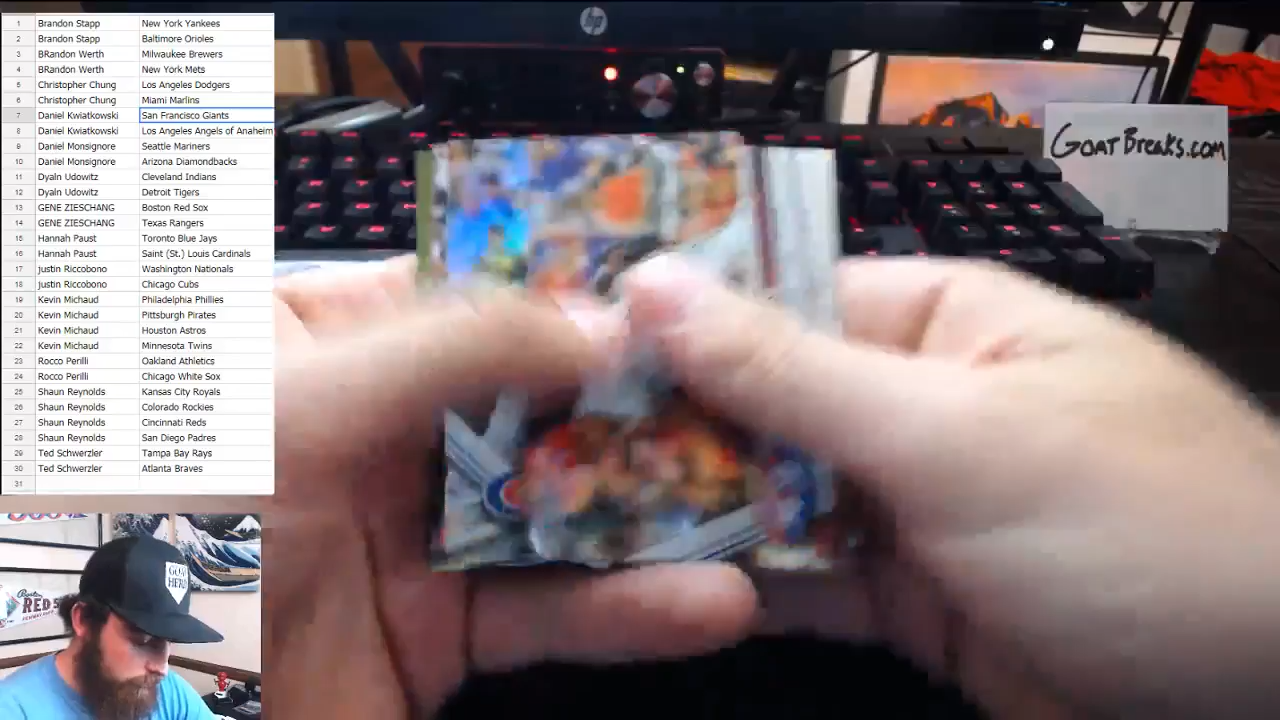 1 Brandon Stapp New York Yankees
2 Brandon Stapp Baltimore Orioles
3 BRandon Werth Milwaukee Brewers
4 BRandon Werth New York Mets
5 Christopher Chung Los Angeles Dodgers
6 Christopher Chung Miami Marlins
7 Daniel Kwiatkowski San Francisco Giants
8 Daniel Kwiatkowski Los Angeles Angels of Anaheim
9 Daniel Monsignore Seattle Mariners
10 Daniel Monsignore Arizona Diamondbacks
11 Dyaln Udowitz Cleveland Indians
12 Dyaln Udowitz Detroit Tigers
13 GENE ZIESCHANG Boston Red Sox
14 GENE ZIESCHANG Texas Rangers
15 Hannah Paust Toronto Blue Jays
16 Hannah Paust Saint (St.) Louis Cardinals
17 justin Riccobono Washington Nationals
18 justin Riccobono Chicago Cubs
19 Kevin Michaud Philadelphia Phillies
20 Kevin Michaud Pittsburgh Pirates
21 Kevin Michaud Houston Astros
22 Kevin Michaud Minnesota Twins
23 Rocco Perilli Oakland Athletics
24 Rocco Perilli Chicago White Sox
25 Shaun Reynolds Kansas City Royals
26 Shaun Reynolds Colorado Rockies
27 Shaun Reynolds Cincinnati Reds
28 Shaun Reynolds San Diego Padres
29 Ted Schwerzler Tampa Bay Rays
30 Ted Schwerzler Atlanta Braves
31
hp
GOATBREAKS.COM
GOAT
HERD
RED